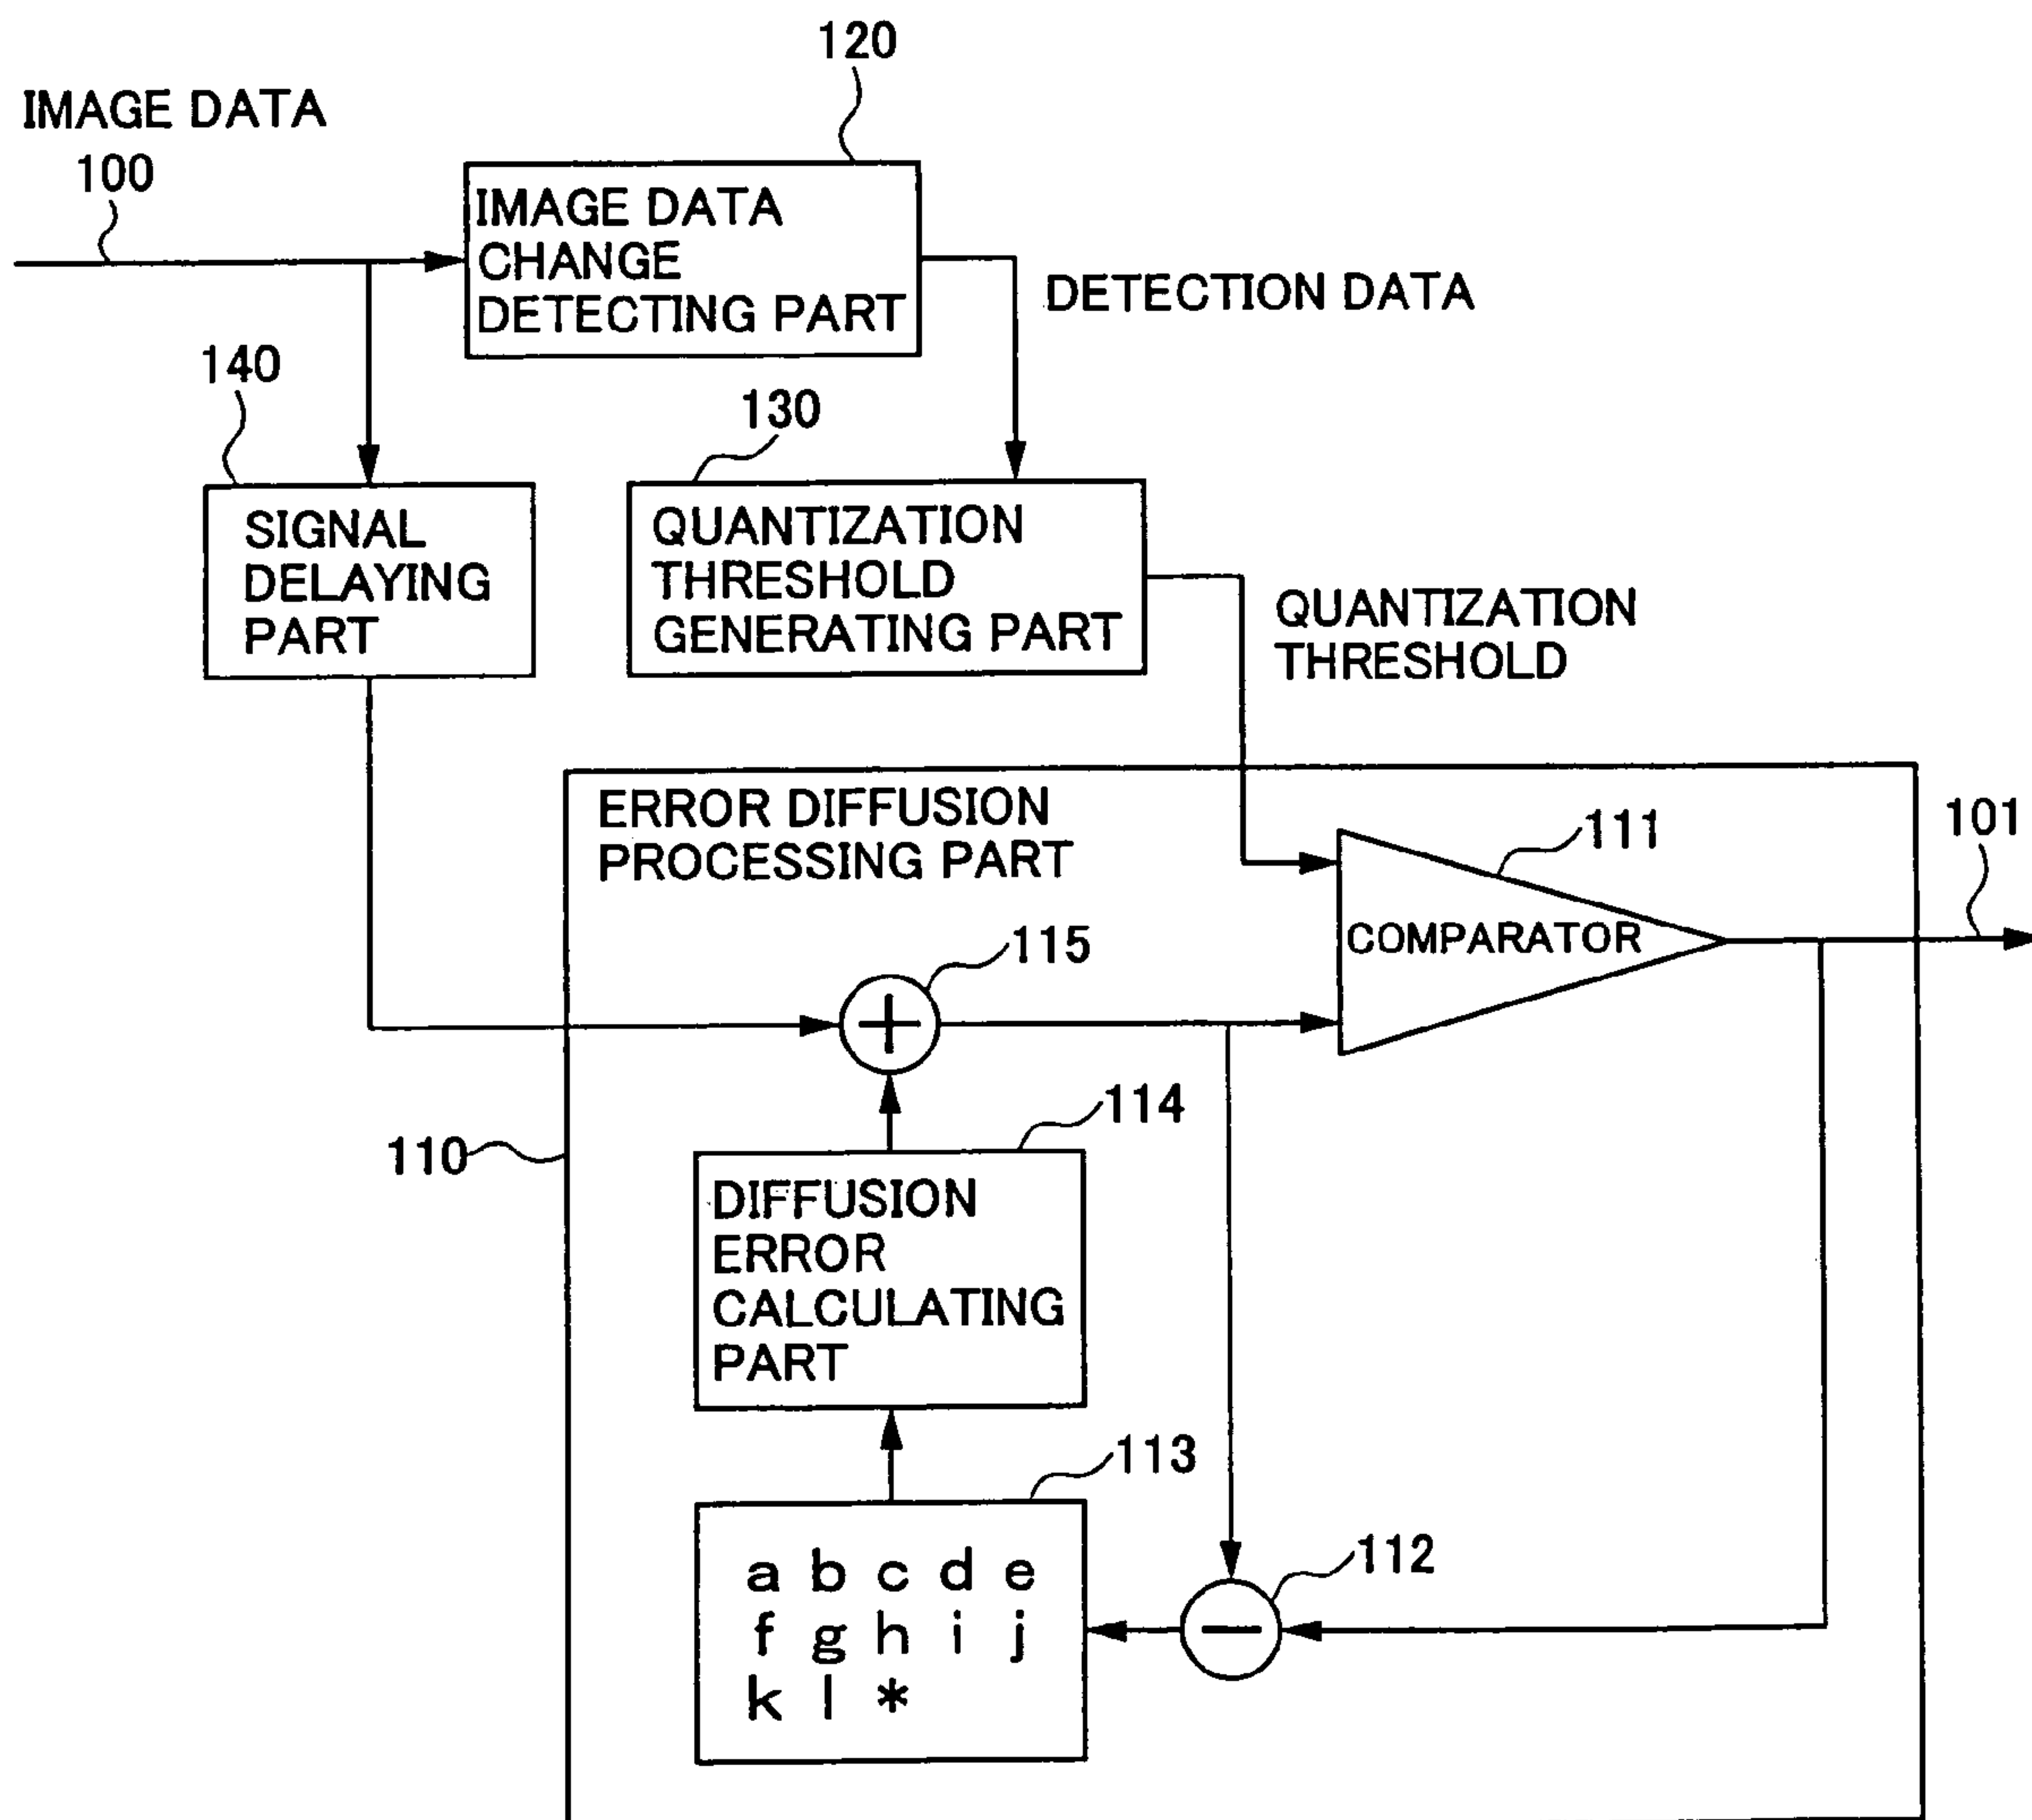 120
IMAGE DATA
100
IMAGE DATA
CHANGE
DETECTING PART
DETECTION DATA
140
130
SIGNAL
DELAYING
PART
QUANTIZATION
THRESHOLD
GENERATING PART
QUANTIZATION
THRESHOLD
ERROR DIFFUSION
PROCESSING PART
111
101
COMPARATOR
115
114
110
DIFFUSION
ERROR
CALCULATING
PART
113
a b c d e
f g h i j
k l *
112